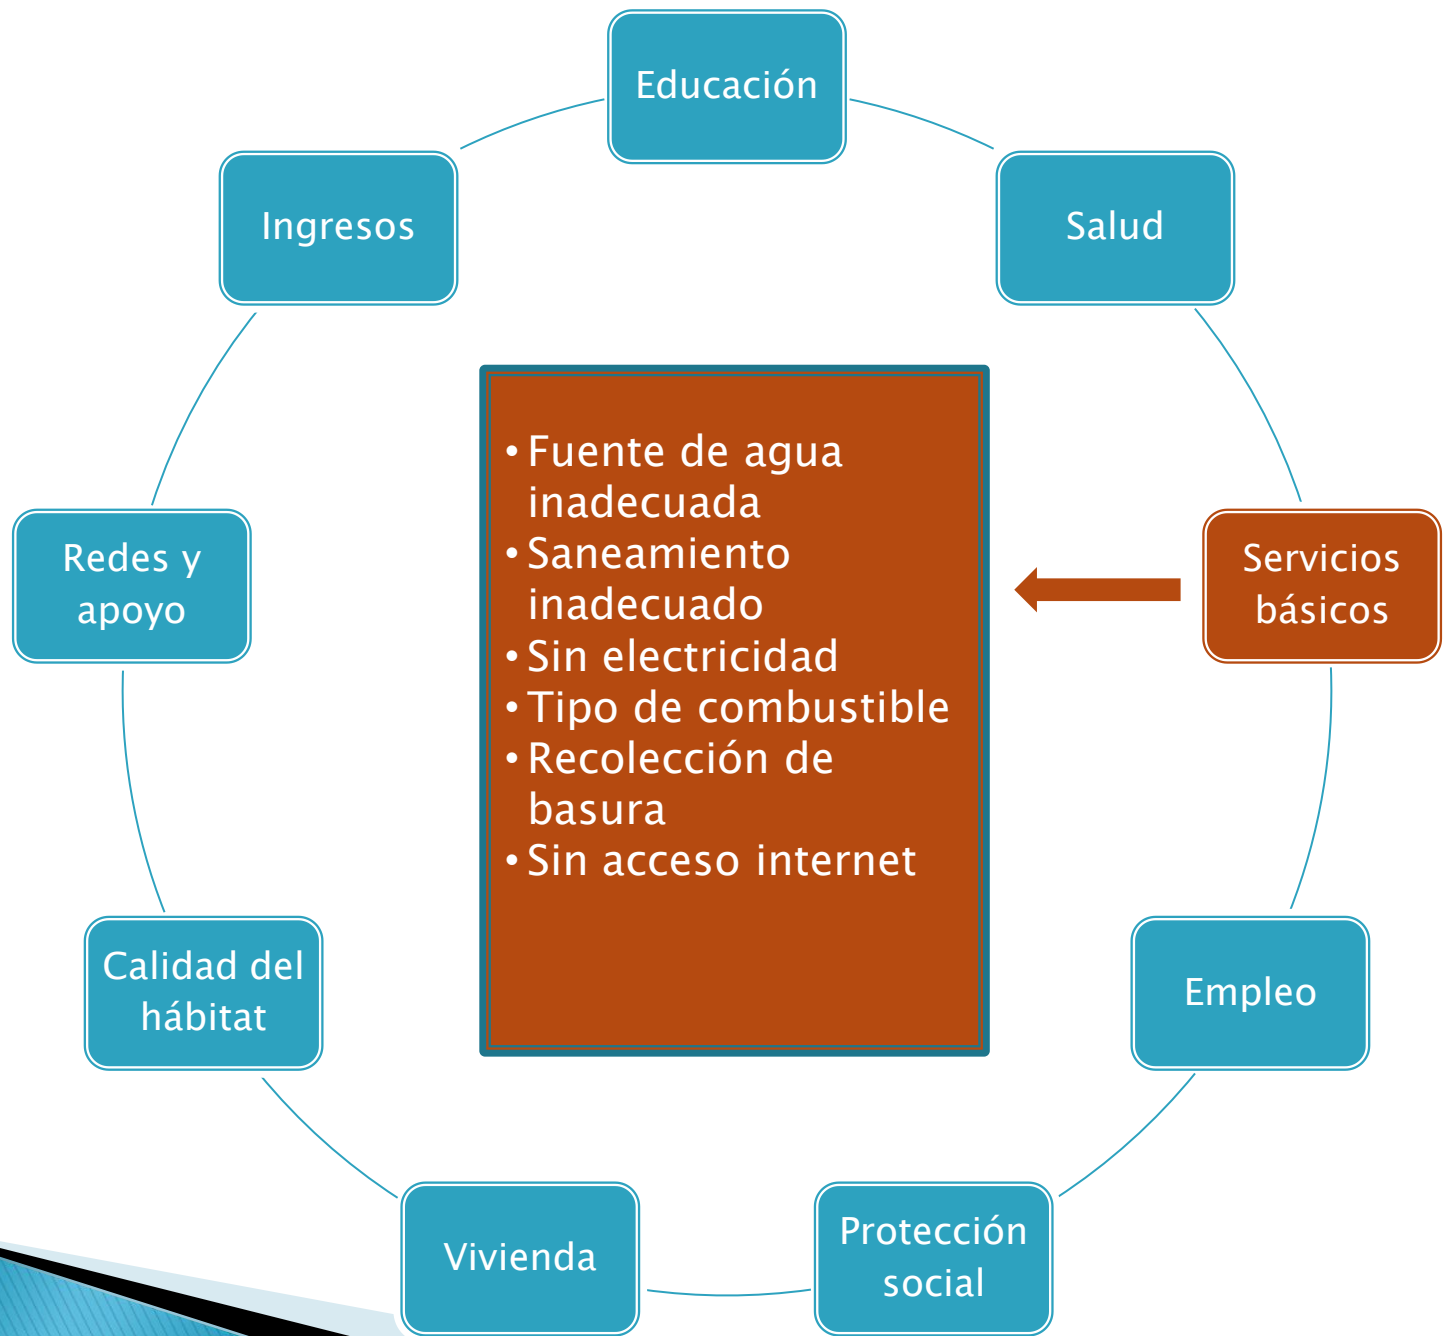 Educación
Ingresos
Salud
• Fuente de agua
inadecuada
• Saneamiento
inadecuado
• Sin electricidad
• Tipo de combustible
• Recolección de
basura
• Sin acceso internet
Redes y
apoyo
Servicios
básicos
Calidad del
hábitat
Empleo
Vivienda
Protección
social